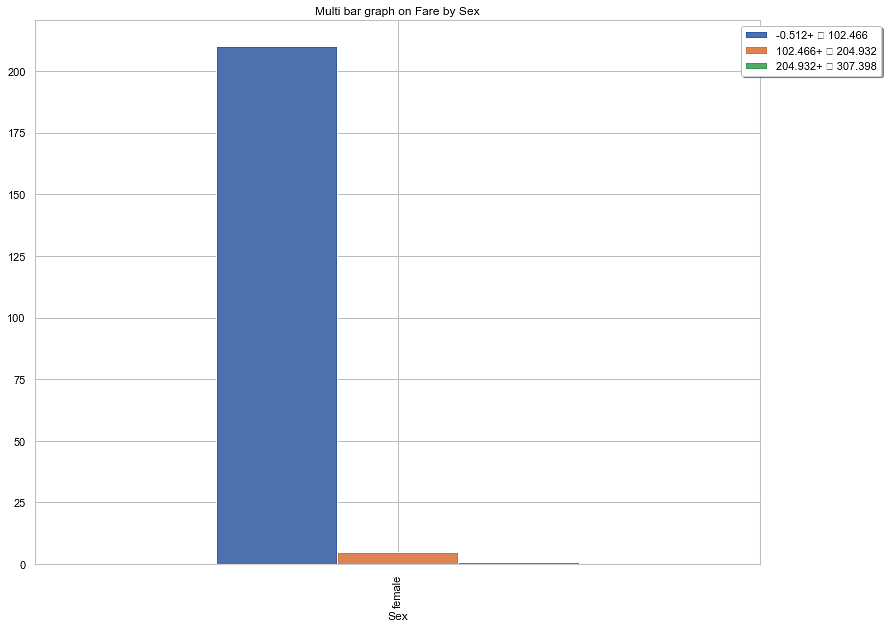 Multi bar graph on Fare by Sex
-0.512+ □ 102.466
102.466+ □ 204.932
204.932+ □ 307.398
200
175
150
125
100
75
50
25
0
female
Sex